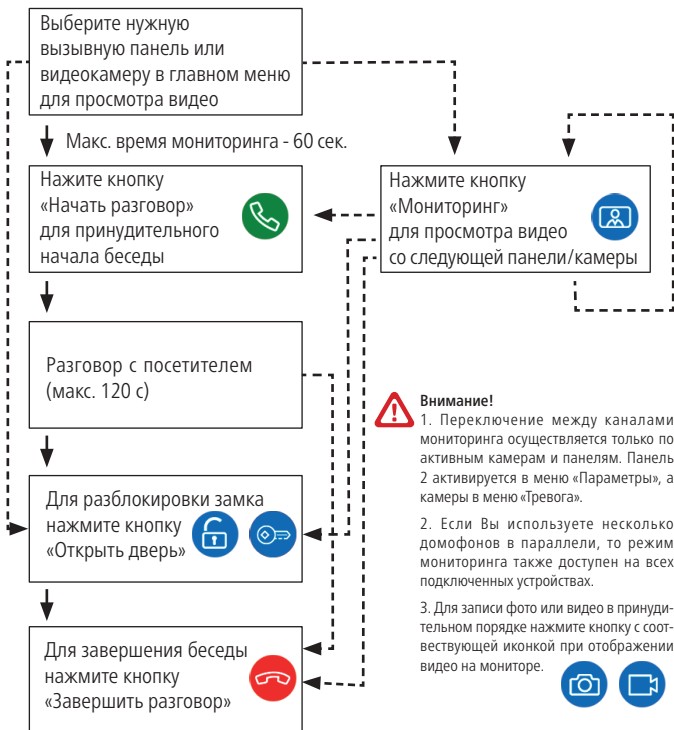 Выберите нужную
вызывную панель или
видеокамеру в главном меню
для просмотра видео
Макс. время мониторинга - 60 сек.
Нажите кнопку
«Начать разговор»
для принудительного
начала беседы
Нажмите кнопку
«Мониторинг»
для просмотра видео
со следующей панели/камеры
Разговор с посетителем
(макс. 120 с)
Для разблокировки замка
нажмите кнопку
«Открыть дверь»
Для завершения беседы
нажмите кнопку
«Завершить разговор»
Внимание!
1. Переключение между каналами
мониторинга осуществляется только по
активным камерам и панелям. Панель
2 активируется в меню «Параметры», а
камеры в меню «Тревога».
2. Если Вы используете несколько
домофонов в параллели, то режим
мониторинга также доступен на всех
подключенных устройствах.
3. Для записи фото или видео в принуди-
тельном порядке нажмите кнопку с соот-
вествующей иконкой при отображении
видео на мониторе.